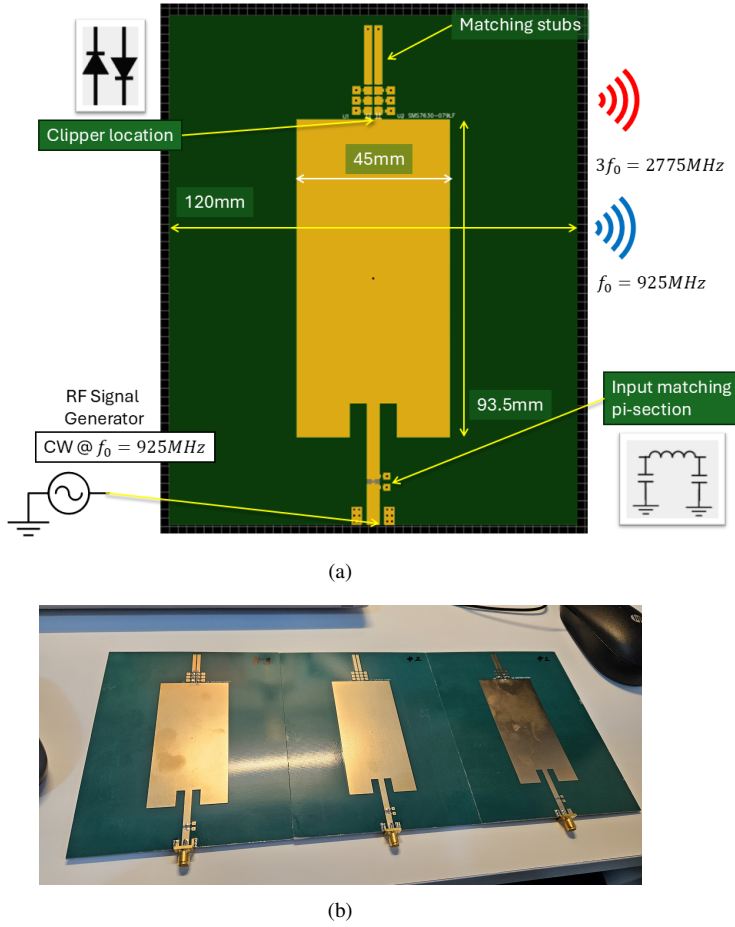 Matching stubs
U1
U2 SMS7630-079LF
Clipper location
45mm
3f₀ = 2775MHz
120mm
f₀ = 925MHz
RF Signal
Generator
CW @ f₀ = 925MHz
93.5mm
Input matching
pi-section
(a)
(b)